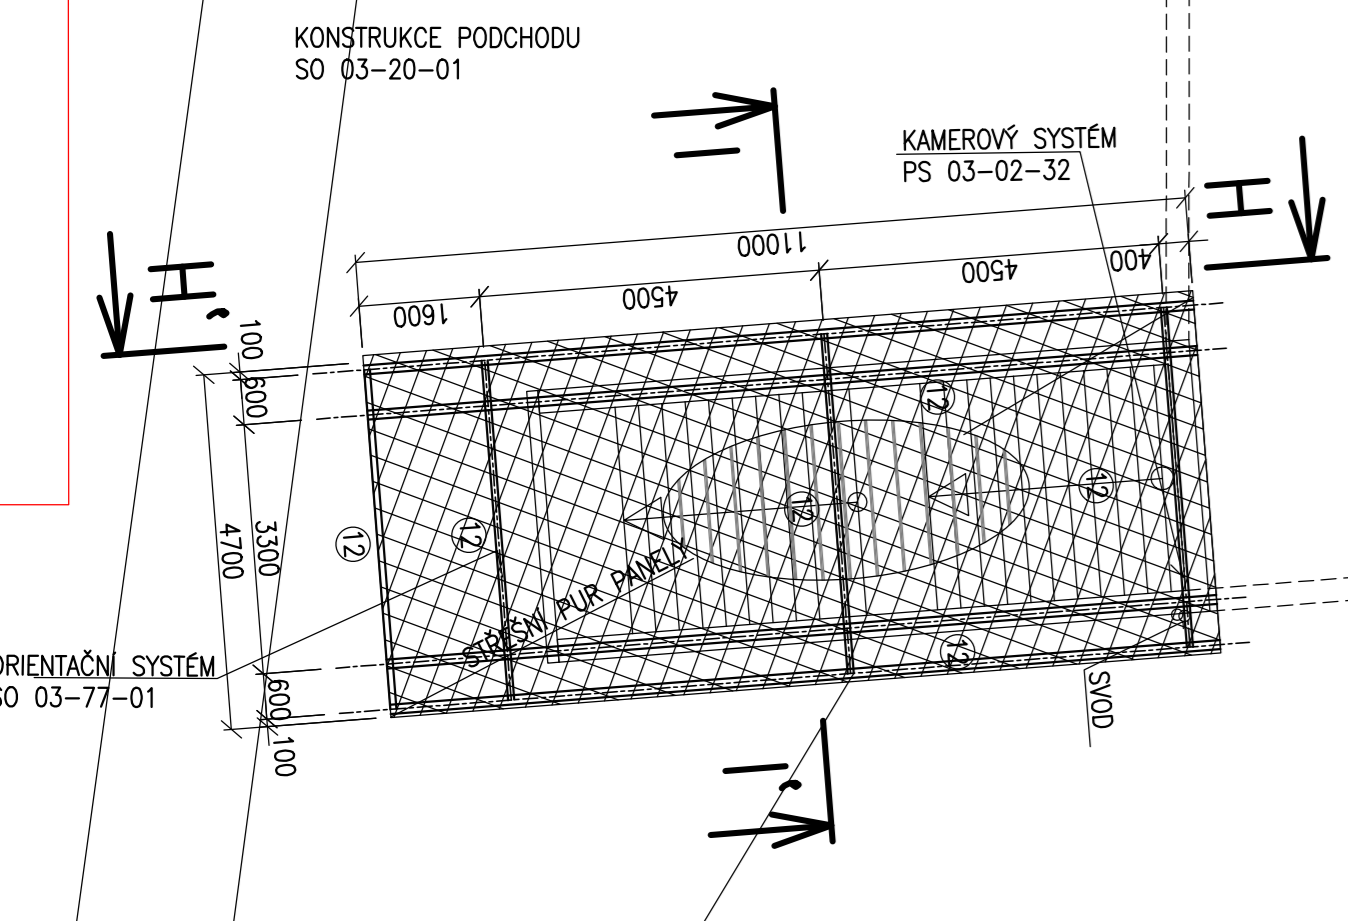 KONSTRUKCE PODCHODU
SO 03-20-01
KAMEROVÝ SYSTÉM
PS 03-02-32
I
H
H'
11000
1600
4500
4500
400
100
600
3300
4700
600
100
12
12
12
12
12
12
STŘEŠNÍ PUR PANELY
ORIENTAČNÍ SYSTÉM
SO 03-77-01
SVOD
I'